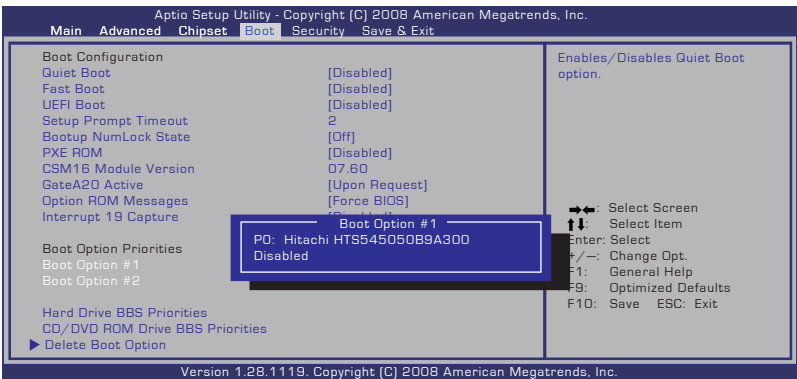 Aptio Setup Utility - Copyright (C) 2008 American Megatrends, Inc.
Main Advanced Chipset Boot Security Save & Exit
Boot Configuration
Quiet Boot [Disabled]
Fast Boot [Disabled]
UEFI Boot [Disabled]
Setup Prompt Timeout 2
Bootup NumLock State [Off]
PXE ROM [Disabled]
CSM16 Module Version 07.60
GateA20 Active [Upon Request]
Option ROM Messages [Force BIOS]
Interrupt 19 Capture [Disabled]
Boot Option Priorities
Boot Option #1
Boot Option #2
Hard Drive BBS Priorities
CD/DVD ROM Drive BBS Priorities
Delete Boot Option
Boot Option #1
P0: Hitachi HTS545050B9A300
Disabled
Enables/Disables Quiet Boot
option.
→←: Select Screen
↑↓: Select Item
Enter: Select
+/—: Change Opt.
F1: General Help
F9: Optimized Defaults
F10: Save ESC: Exit
Version 1.28.1119. Copyright (C) 2008 American Megatrends, Inc.